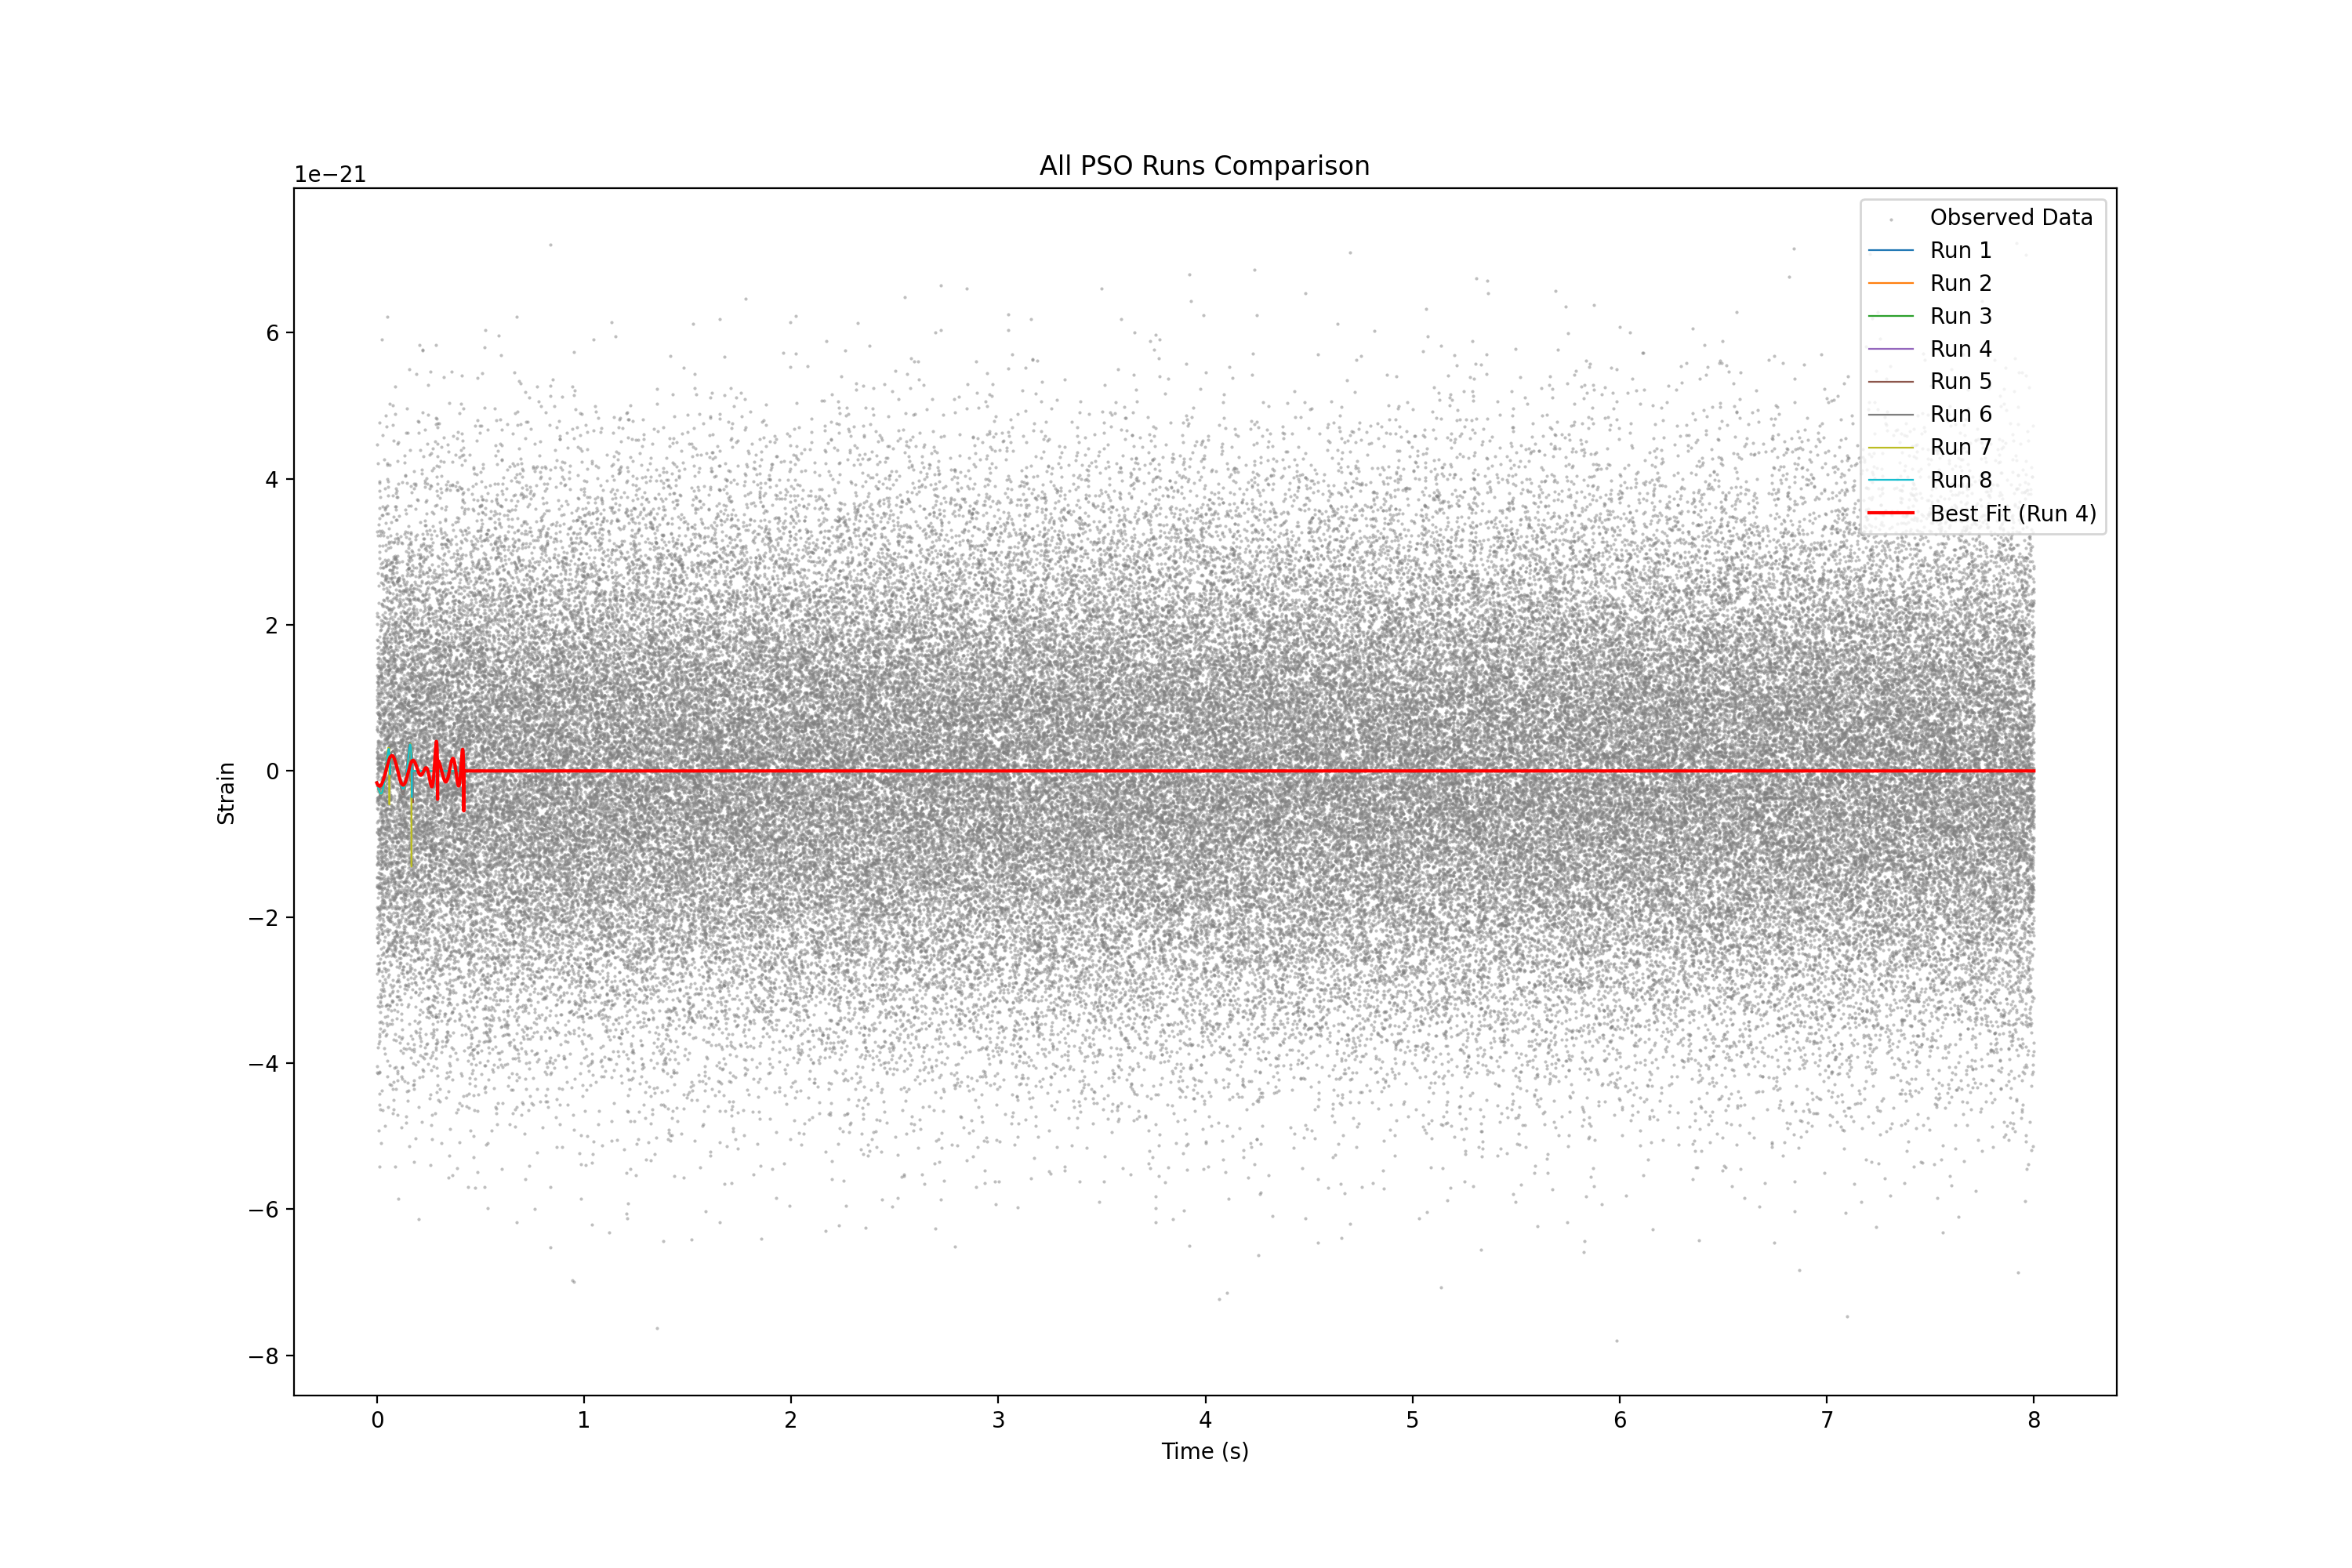 All PSO Runs Comparison
1e−21
Observed Data
Run 1
Run 2
Run 3
Run 4
Run 5
Run 6
Run 7
Run 8
Best Fit (Run 4)
6
4
2
0
−2
−4
−6
−8
Strain
0 1 2 3 4 5 6 7 8
Time (s)